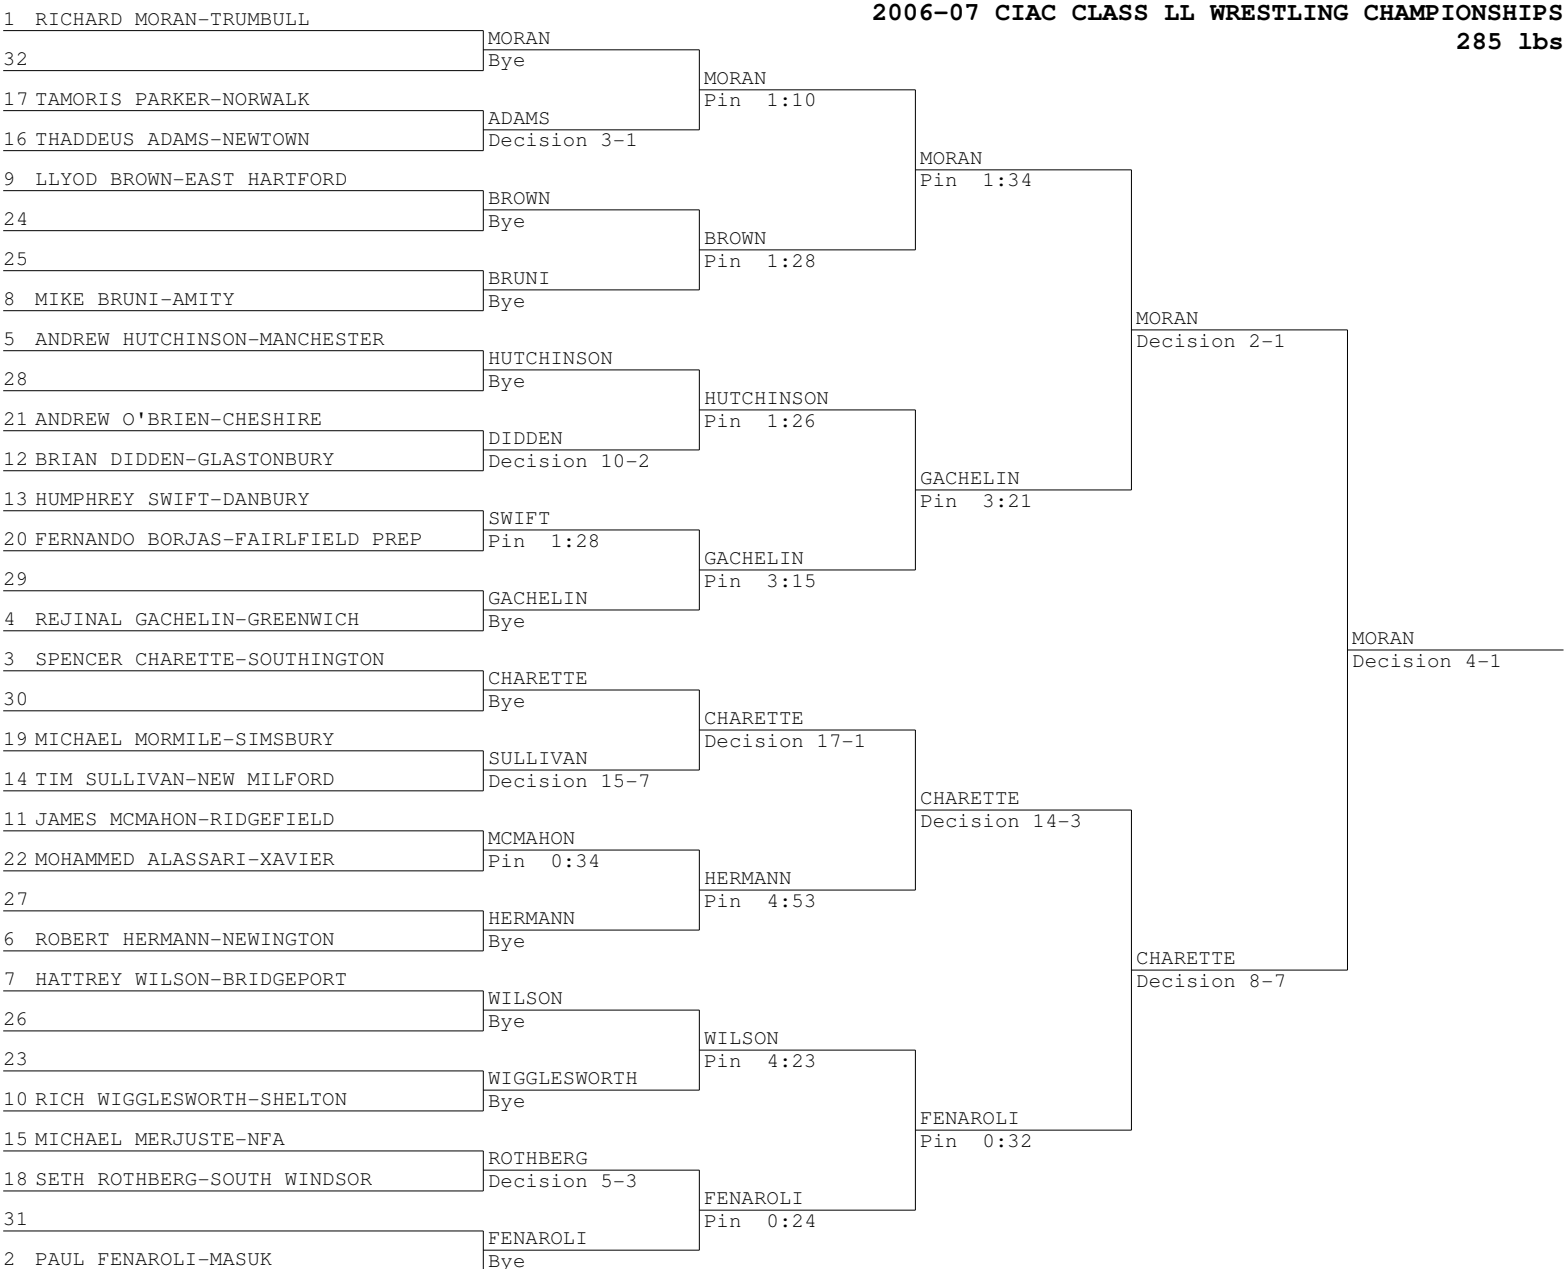 2006-07 CIAC CLASS LL WRESTLING CHAMPIONSHIPS
285 lbs
1 RICHARD MORAN-TRUMBULL
32
17 TAMORIS PARKER-NORWALK
16 THADDEUS ADAMS-NEWTOWN
9 LLYOD BROWN-EAST HARTFORD
24
25
8 MIKE BRUNI-AMITY
5 ANDREW HUTCHINSON-MANCHESTER
28
21 ANDREW O'BRIEN-CHESHIRE
12 BRIAN DIDDEN-GLASTONBURY
13 HUMPHREY SWIFT-DANBURY
20 FERNANDO BORJAS-FAIRLFIELD PREP
29
4 REJINAL GACHELIN-GREENWICH
3 SPENCER CHARETTE-SOUTHINGTON
30
19 MICHAEL MORMILE-SIMSBURY
14 TIM SULLIVAN-NEW MILFORD
11 JAMES MCMAHON-RIDGEFIELD
22 MOHAMMED ALASSARI-XAVIER
27
6 ROBERT HERMANN-NEWINGTON
7 HATTREY WILSON-BRIDGEPORT
26
23
10 RICH WIGGLESWORTH-SHELTON
15 MICHAEL MERJUSTE-NFA
18 SETH ROTHBERG-SOUTH WINDSOR
31
2 PAUL FENAROLI-MASUK
MORAN
Bye
ADAMS
Decision 3-1
BROWN
Bye
BRUNI
Bye
HUTCHINSON
Bye
DIDDEN
Decision 10-2
SWIFT
Pin 1:28
GACHELIN
Bye
CHARETTE
Bye
SULLIVAN
Decision 15-7
MCMAHON
Pin 0:34
HERMANN
Bye
WILSON
Bye
WIGGLESWORTH
Bye
ROTHBERG
Decision 5-3
FENAROLI
Bye
MORAN
Pin 1:10
BROWN
Pin 1:28
HUTCHINSON
Pin 1:26
GACHELIN
Pin 3:15
CHARETTE
Decision 17-1
HERMANN
Pin 4:53
WILSON
Pin 4:23
FENAROLI
Pin 0:24
MORAN
Pin 1:34
GACHELIN
Pin 3:21
CHARETTE
Decision 14-3
FENAROLI
Pin 0:32
MORAN
Decision 2-1
CHARETTE
Decision 8-7
MORAN
Decision 4-1